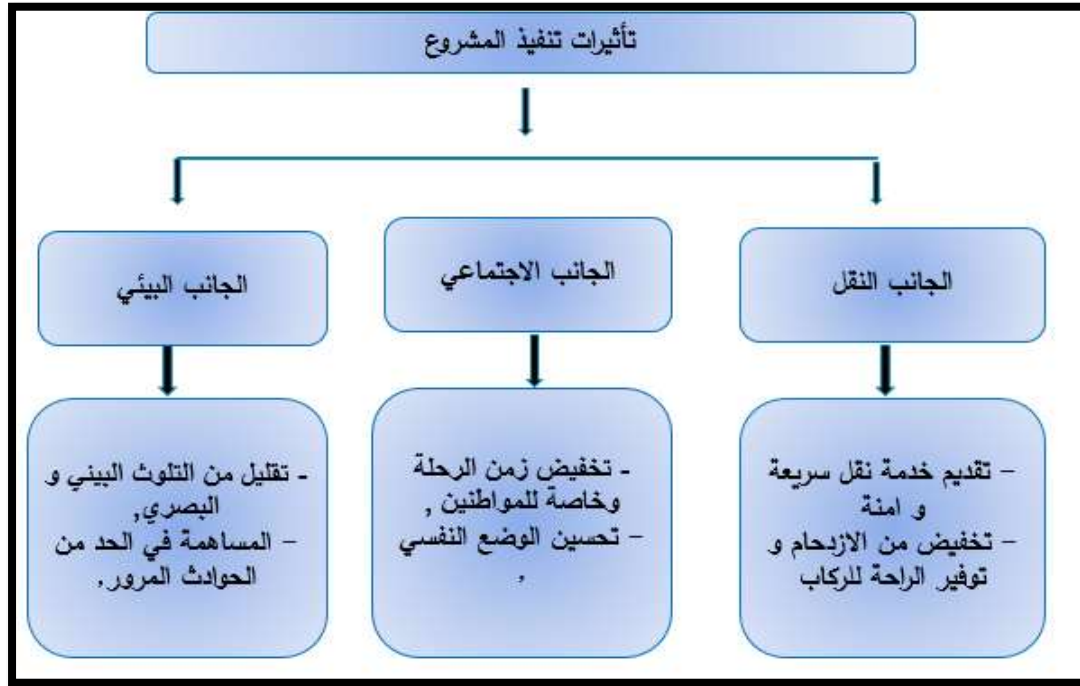 تأثيرات تنفيذ المشروع
الجانب النقل
الجانب الاجتماعي
الجانب البيئي
– تقديم خدمة نقل سريعة
و امنة
– تخفيض من الازدحام و
توفير الراحة للركاب
- تخفيض زمن الرحلة
وخاصة للمواطنين ,
– تحسين الوضع النفسي
,
- تقليل من التلوث البيني و
البصري,
– المساهمة في الحد من
الحوادث المرور.